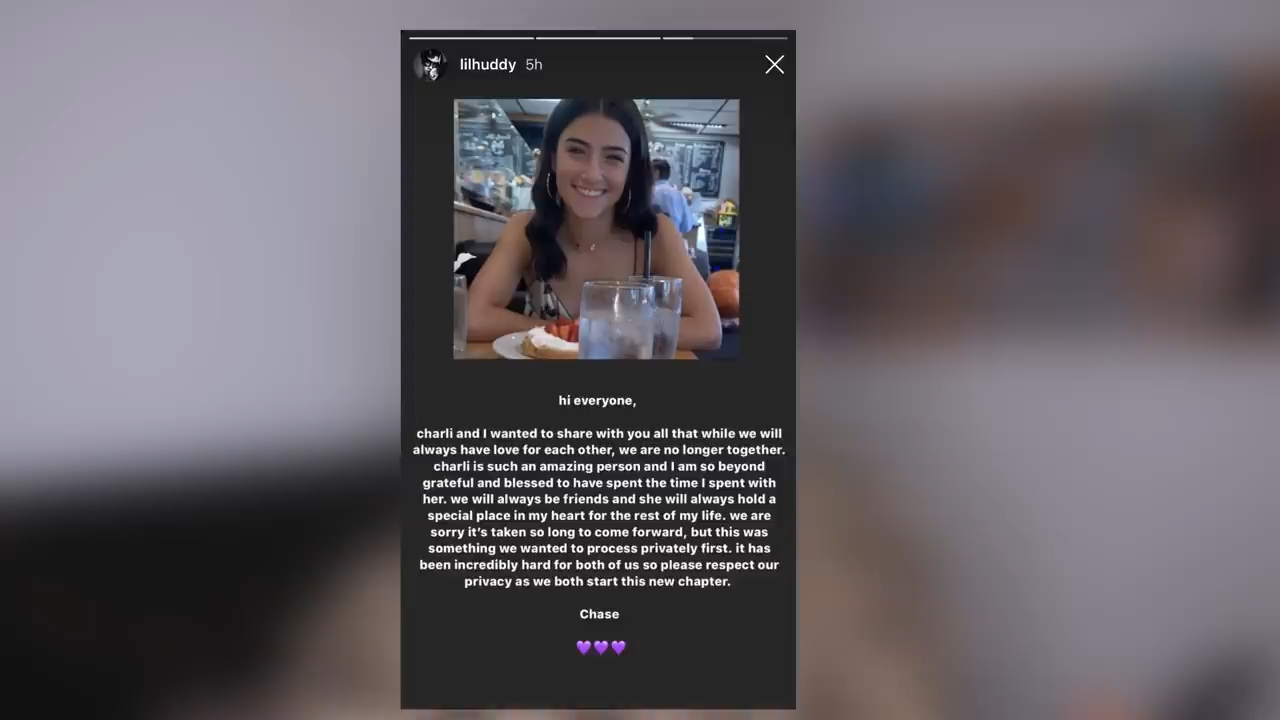 lilhuddy 5h
hi everyone,
charli and I wanted to share with you all that while we will
always have love for each other, we are no longer together.
charli is such an amazing person and I am so beyond
grateful and blessed to have spent the time I spent with
her. we will always be friends and she will always hold a
special place in my heart for the rest of my life. we are
sorry it’s taken so long to come forward, but this was
something we wanted to process privately first. it has
been incredibly hard for both of us so please respect our
privacy as we both start this new chapter.
Chase
💜💜💜